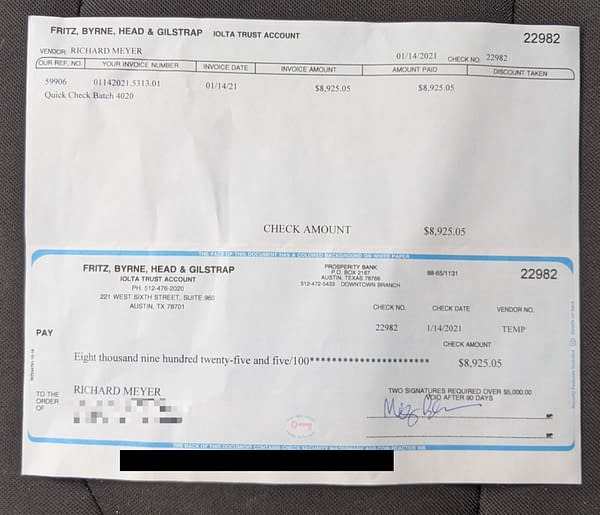 FRITZ, BYRNE, HEAD & GILSTRAP IOLTA TRUST ACCOUNT 22982
VENDOR: RICHARD MEYER 01/14/2021 CHECK NO: 22982
OUR REF. NO. YOUR INVOICE NUMBER INVOICE DATE INVOICE AMOUNT AMOUNT PAID DISCOUNT TAKEN
59906 01142021.5313.01 01/14/21 $8,925.05 $8,925.05
Quick Check Batch 4020
CHECK AMOUNT $8,925.05
THE FACE OF THIS DOCUMENT HAS A COLORED BACKGROUND ON WHITE PAPER
FRITZ, BYRNE, HEAD & GILSTRAP
IOLTA TRUST ACCOUNT
PH. 512-476-2020
221 WEST SIXTH STREET, SUITE 960
AUSTIN, TX 78701
PROSPERITY BANK
P.O. BOX 2167
AUSTIN, TEXAS 78768
512-472-5433 DOWNTOWN BRANCH
88-65/1131
22982
CHECK NO. CHECK DATE VENDOR NO.
22982 1/14/2021 TEMP
CHECK AMOUNT
PAY
Eight thousand nine hundred twenty-five and five/100********************** $8,925.05
TO THE
ORDER
OF
RICHARD MEYER
TWO SIGNATURES REQUIRED OVER $5,000.00
VOID AFTER 90 DAYS
THE BACK OF THIS DOCUMENT CONTAINS CHECK SECURITY WATERMARK AND COIN REACTIVE INK